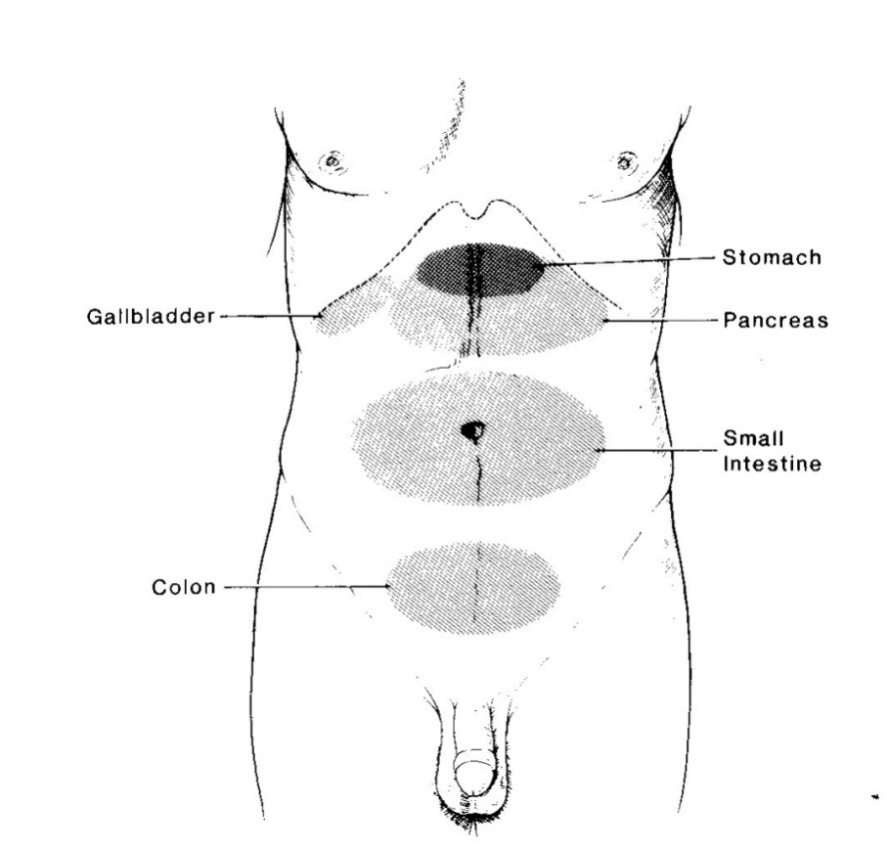 Stomach
Gallbladder
Pancreas
Small
Intestine
Colon